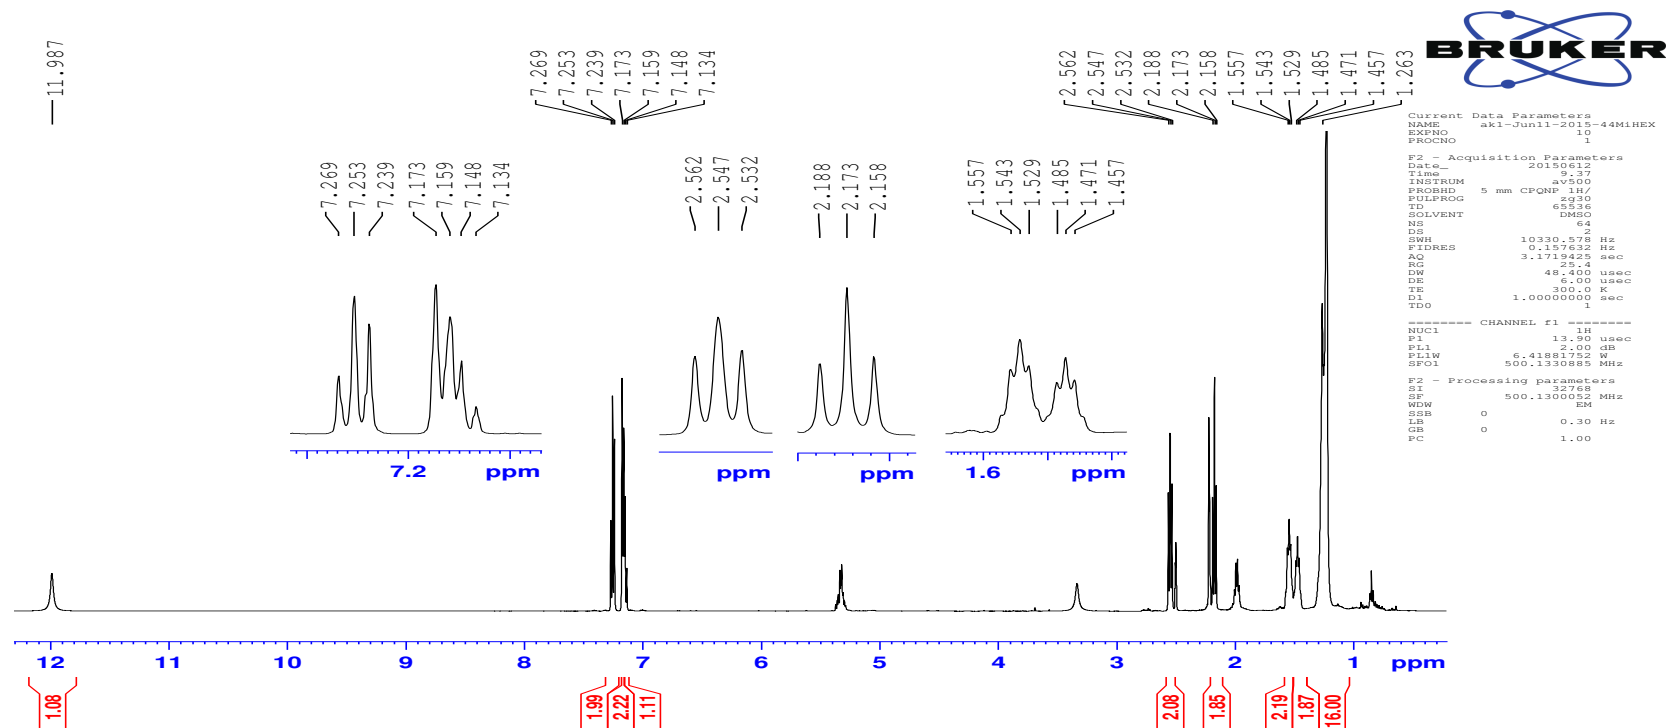 BRUKER
11.987
7.269
7.253
7.239
7.173
7.159
7.148
7.134
2.562
2.547
2.532
2.188
2.173
2.158
1.557
1.543
1.529
1.485
1.471
1.457
1.263
7.269
7.253
7.239
7.173
7.159
7.148
7.134
2.562
2.547
2.532
2.188
2.173
2.158
1.557
1.543
1.529
1.485
1.471
1.457
7.2 ppm
ppm
ppm
1.6 ppm
Current Data Parameters
NAME ak1-Jun11-2015-44MiHEX
EXPNO 10
PROCNO 1
F2 - Acquisition Parameters
Date_ 20150612
Time 9.37
INSTRUM av500
PROBHD 5 mm CPQNP 1H/
PULPROG zg30
TD 65536
SOLVENT DMSO
NS 64
DS 2
SWH 10330.578 Hz
FIDRES 0.157632 Hz
AQ 3.1719425 sec
RG 25.4
DW 48.400 usec
DE 6.00 usec
TE 300.0 K
D1 1.00000000 sec
TD0 1
======== CHANNEL f1 ========
NUC1 1H
P1 13.90 usec
PL1 2.00 dB
PL1W 6.41881752 W
SFO1 500.1330885 MHz
F2 - Processing parameters
SI 32768
SF 500.1300052 MHz
WDW EM
SSB 0
LB 0.30 Hz
GB 0
PC 1.00
12 11 10 9 8 7 6 5 4 3 2 1 ppm
1.08
1.99
2.22
1.11
2.08
1.85
2.19
1.87
16.00